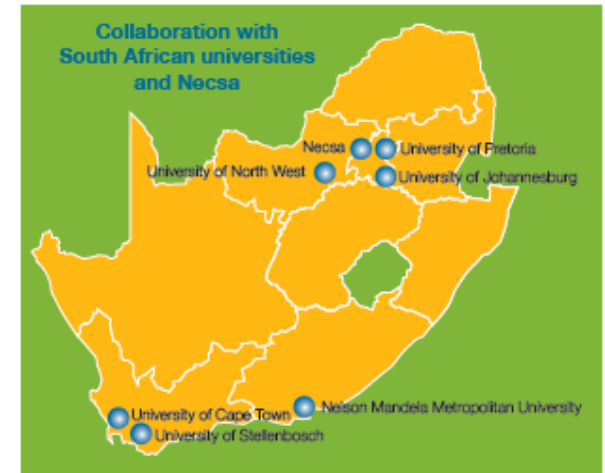 Collaboration with
South African universities
and Necsa
Necsa
University of Pretoria
University of North West
University of Johannesburg
Nelson Mandela Metropolitan University
University of Cape Town
University of Stellenbosch